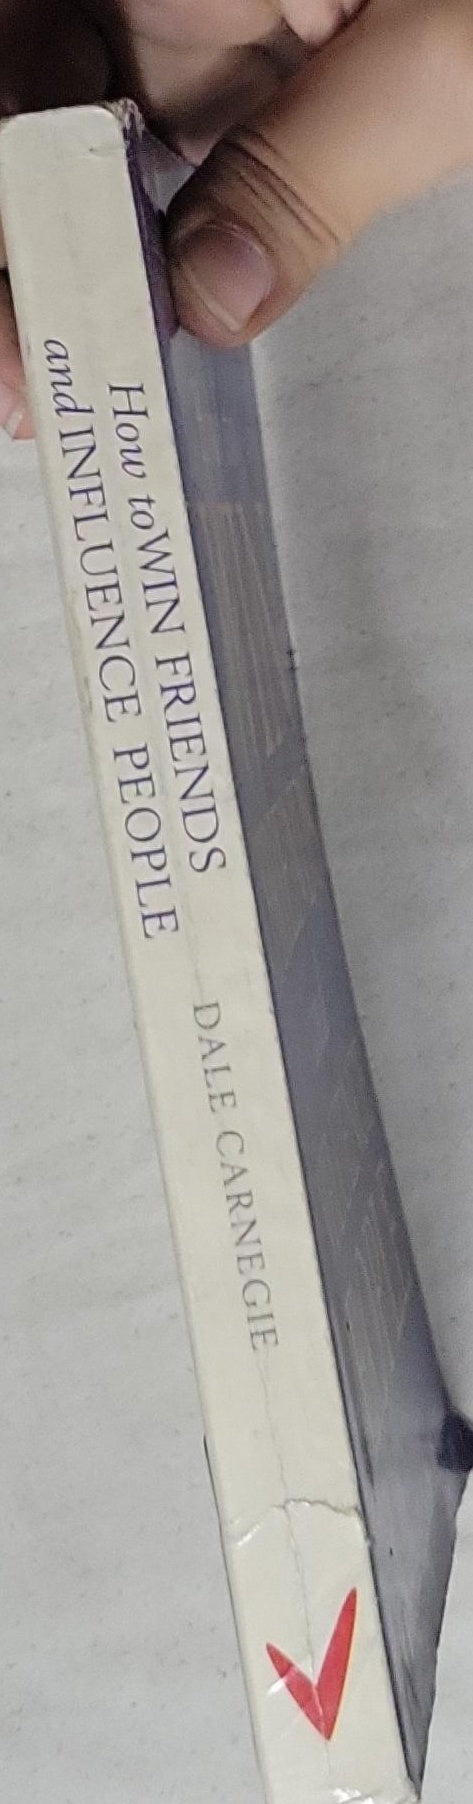 How to WIN FRIENDS
and INFLUENCE PEOPLE
DALE CARNEGIE